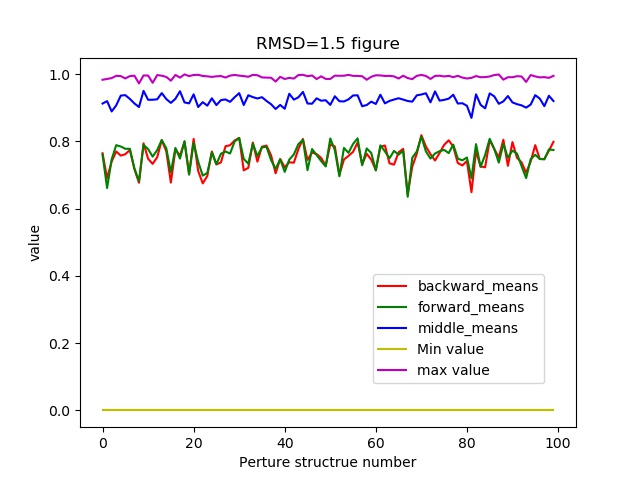 RMSD=1.5 figure
1.0
0.8
0.6
0.4
0.2
0.0
value
backward_means
forward_means
middle_means
Min value
max value
0 20 40 60 80 100
Perture structrue number